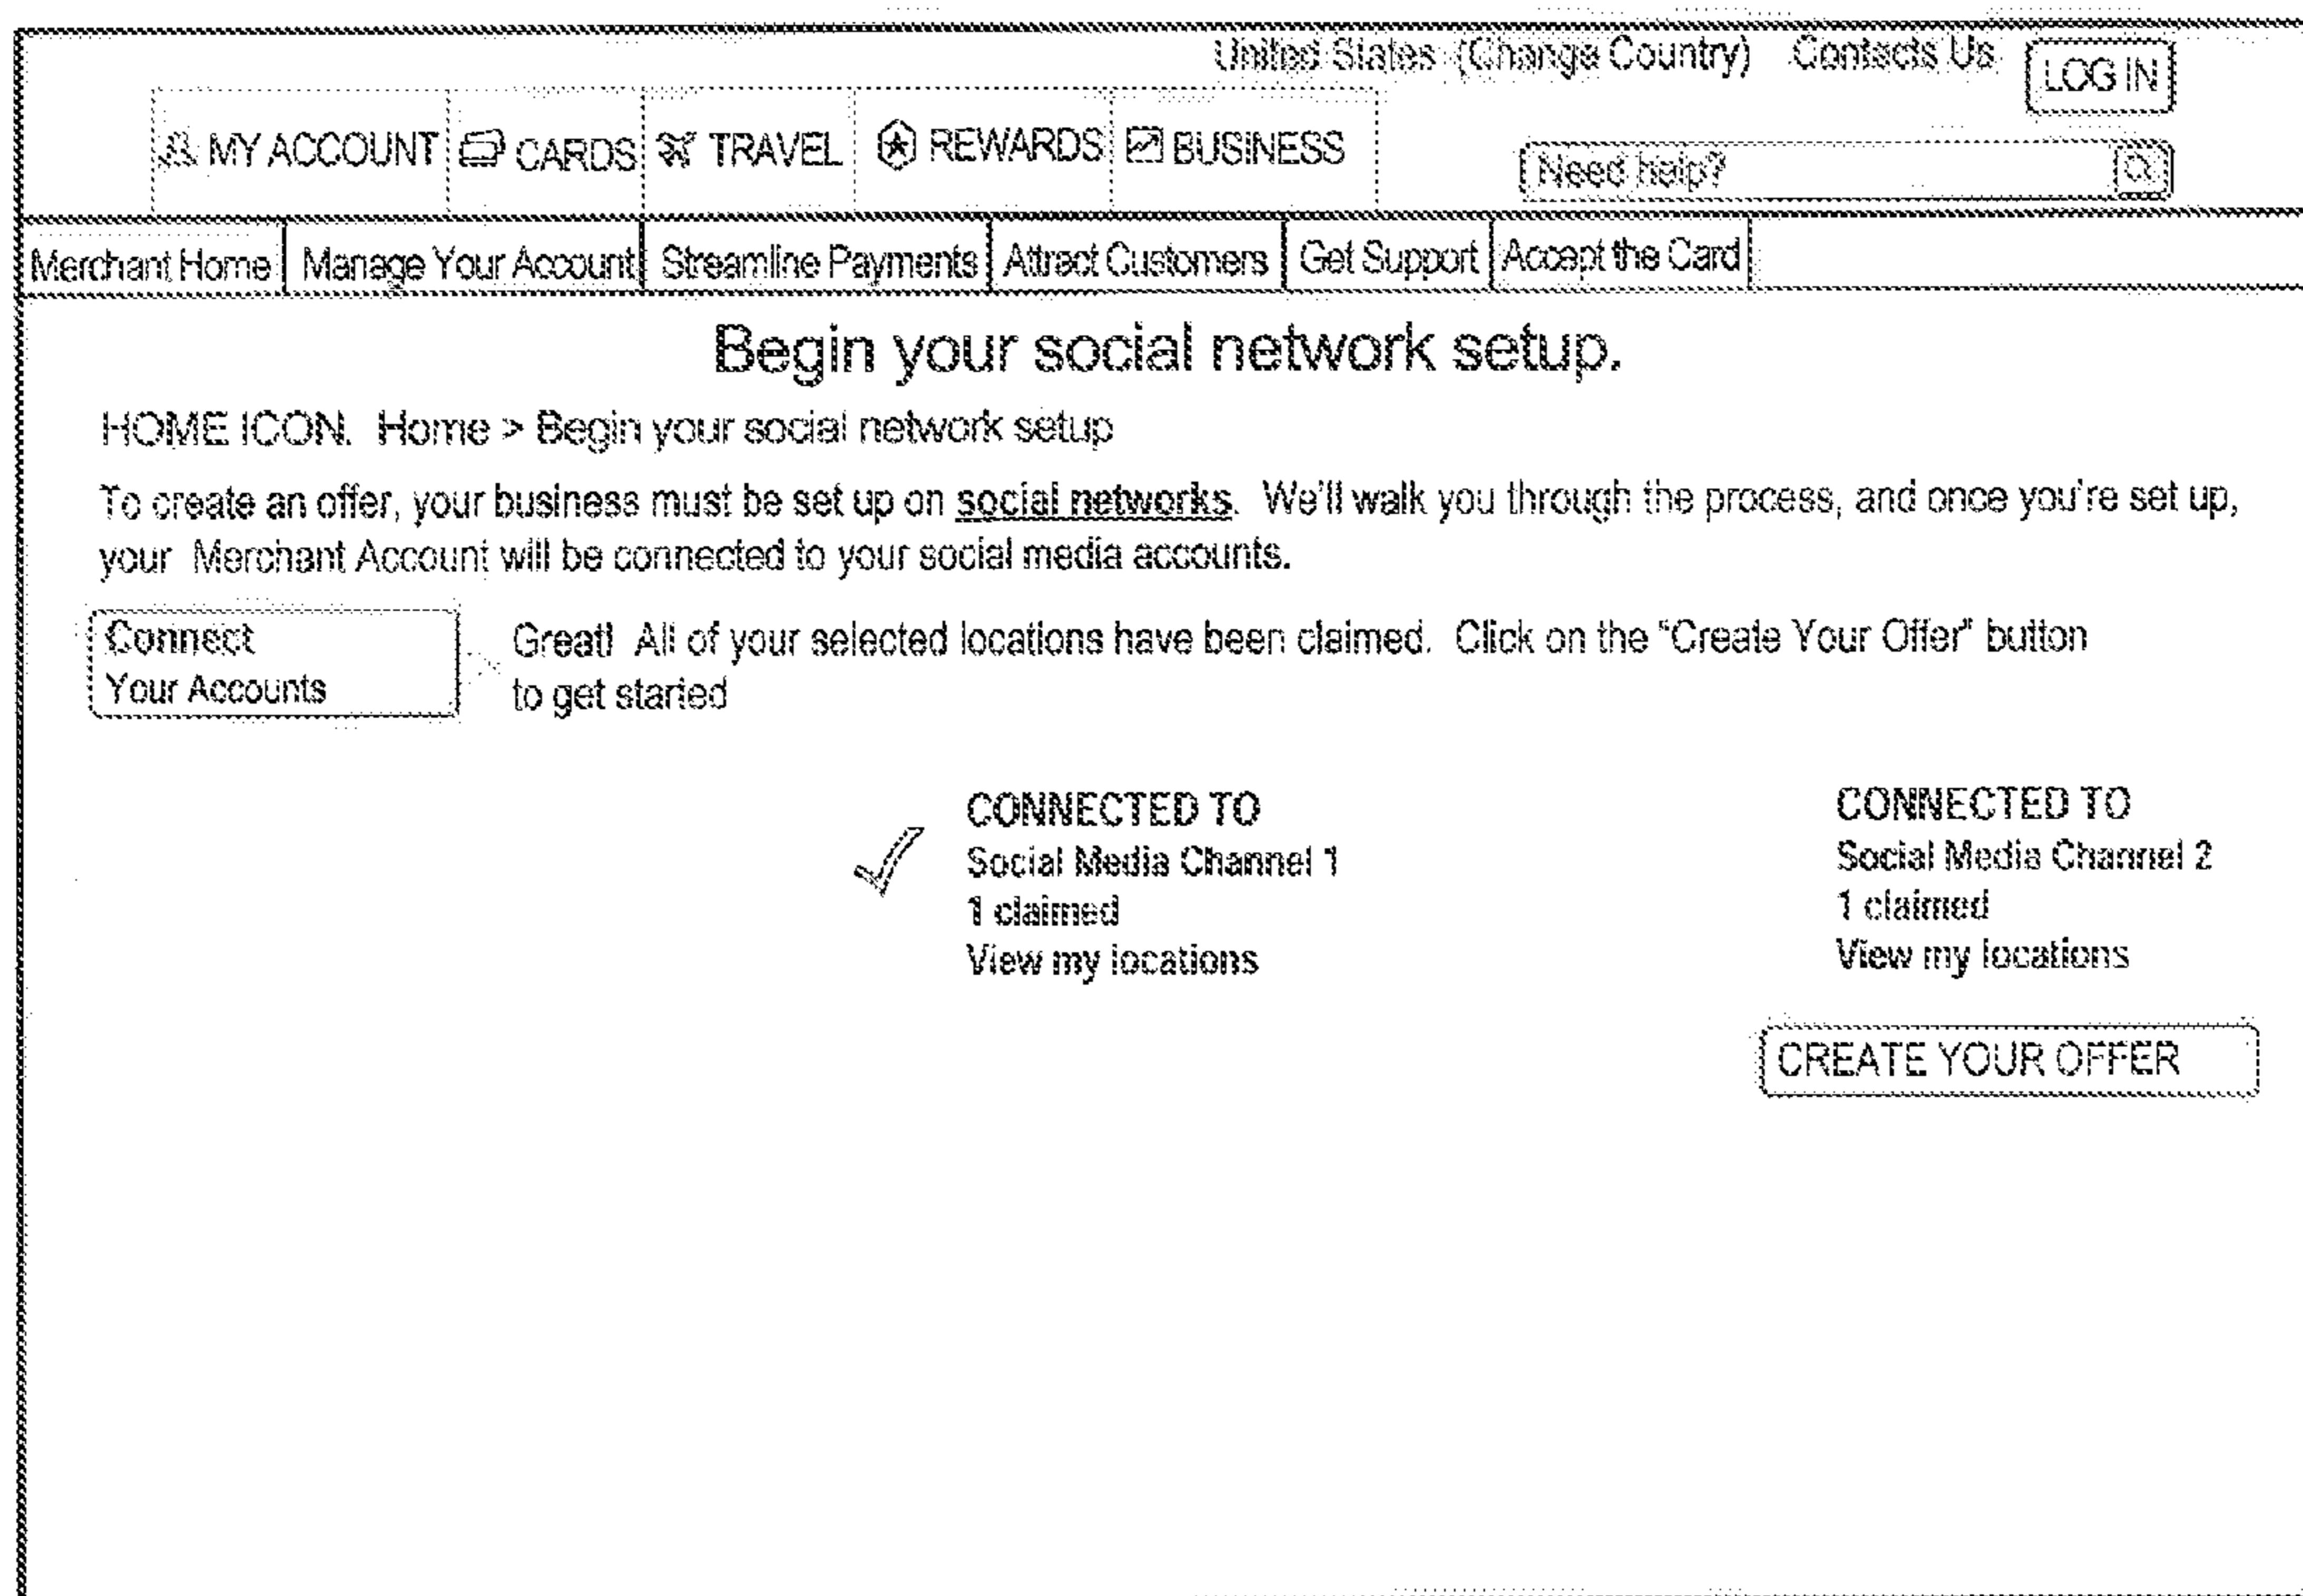 United States (Change Country) Contacts Us LOG IN
MY ACCOUNT CARDS TRAVEL REWARDS BUSINESS
Need help?
Merchant Home Manage Your Account Streamline Payments Attract Customers Get Support Accept the Card
Begin your social network setup.
HOME ICON. Home > Begin your social network setup
To create an offer, your business must be set up on social networks. We'll walk you through the process, and once you're set up,
your Merchant Account will be connected to your social media accounts.
Connect
Your Accounts
Great! All of your selected locations have been claimed. Click on the "Create Your Offer" button
to get started
CONNECTED TO
Social Media Channel 1
1 claimed
View my locations
CONNECTED TO
Social Media Channel 2
1 claimed
View my locations
CREATE YOUR OFFER